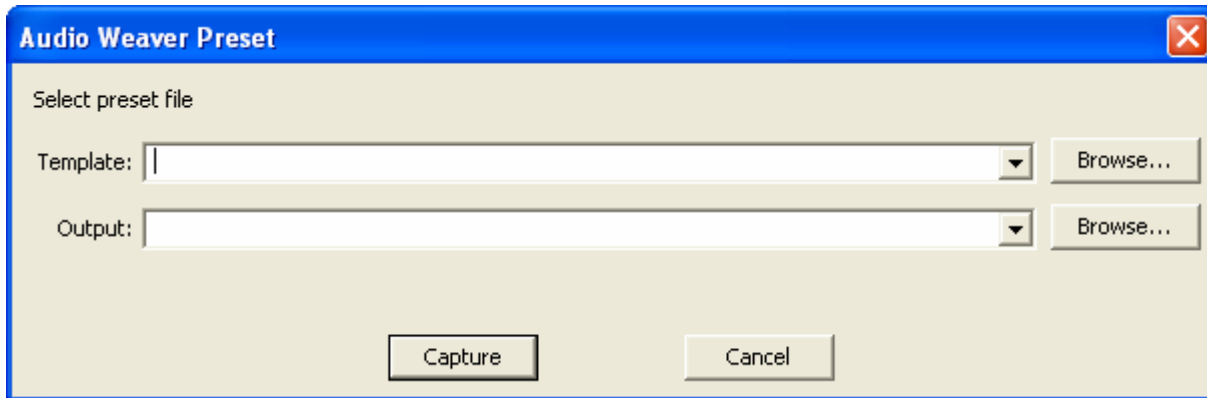 Audio Weaver Preset
Select preset file
Template: Browse...
Output: Browse...
Capture Cancel